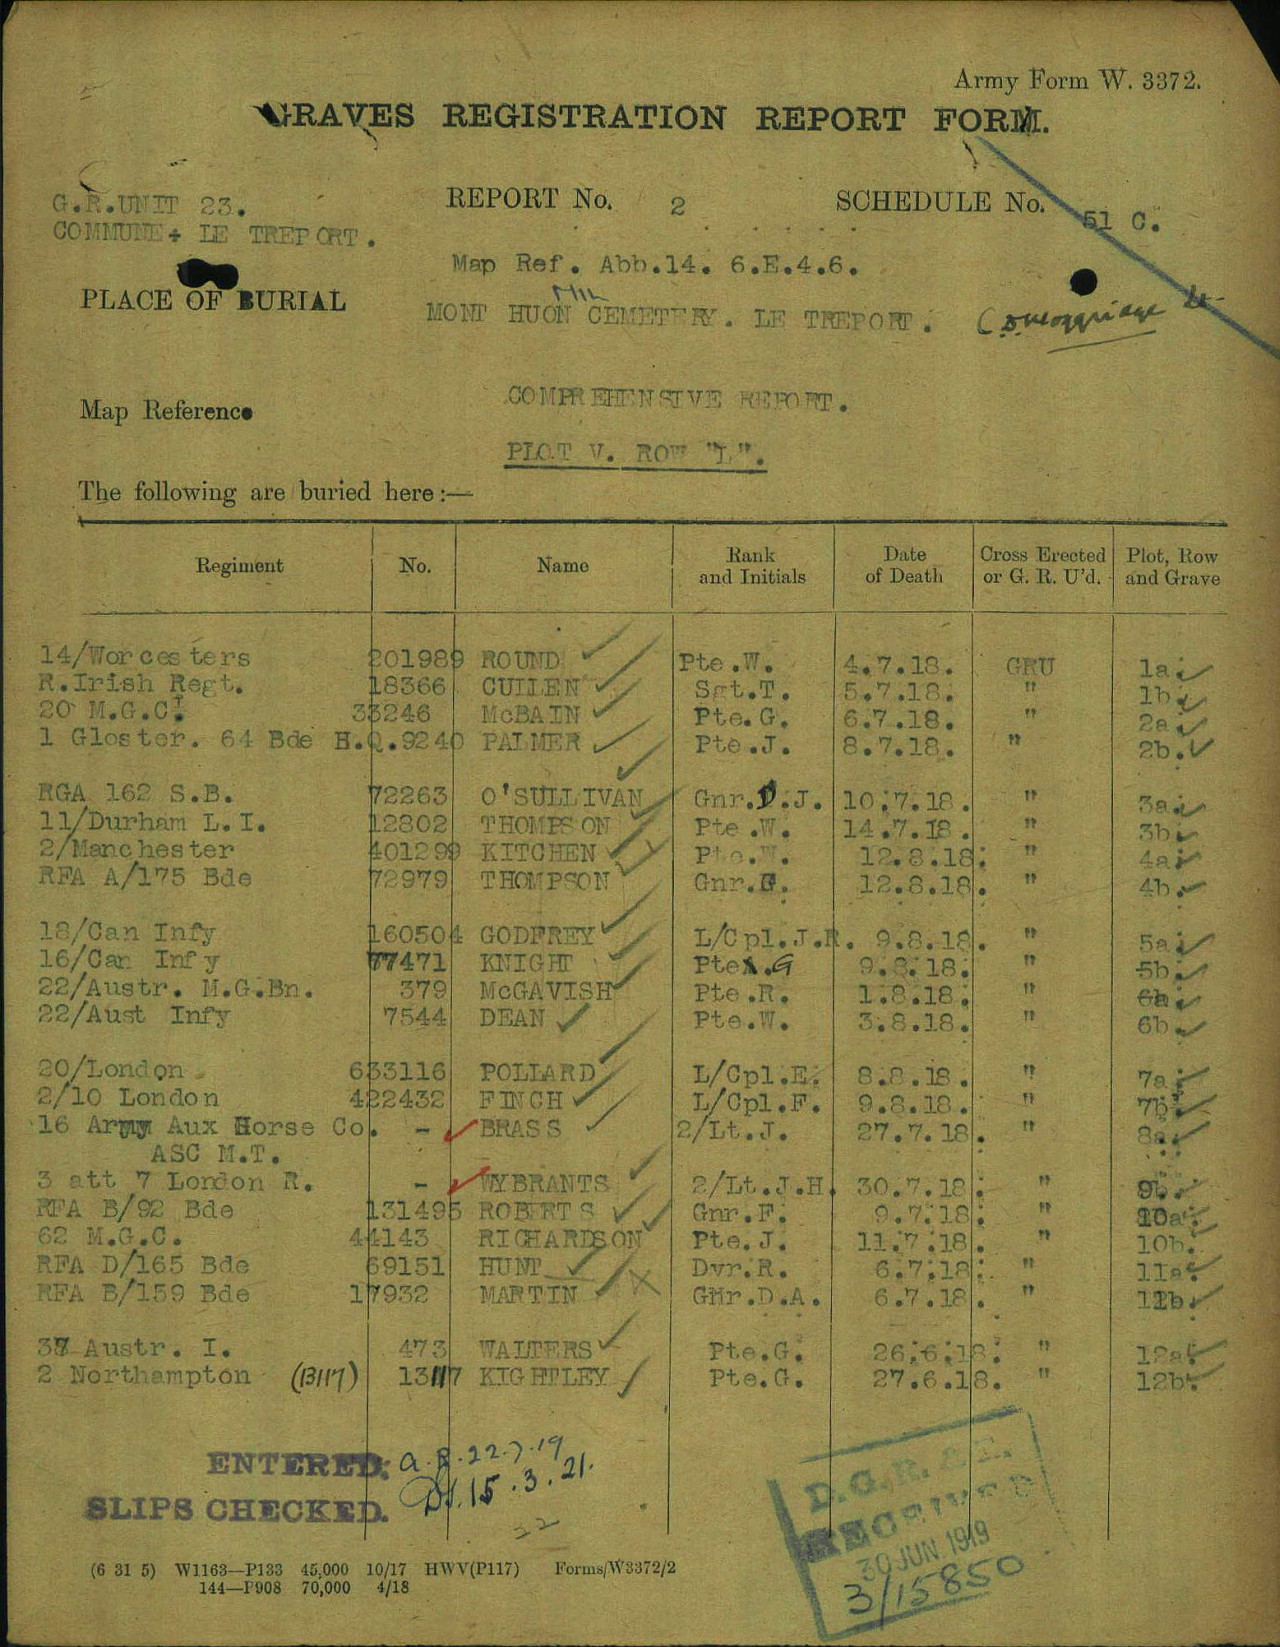 Army Form W. 3372.
GRAVES REGISTRATION REPORT FORM.
G.R.UNIT 23.
COMMUNE+ LE TREPORT.
REPORT No. 2
SCHEDULE No. 51 C.
Map Ref. Abb.14. 6.E.4.6.
PLACE OF BURIAL
MONT HUON CEMETERY. LE TREPORT.
Map Reference
COMPREHENSIVE REPORT.
PLOT V. ROW "L".
The following are buried here:—
Regiment No. Name Rank and Initials Date of Death Cross Erected or G. R. U'd. Plot, Row and Grave
14/Worcesters 201989 ROUND Pte.W. 4.7.18. GRU 1a.
R.Irish Regt. 18366 CULLEN Sgt.T. 5.7.18. " 1b.
20 M.G.C. 33246 McBAIN Pte.G. 6.7.18. " 2a.
1 Gloster. 64 Bde H.Q.9240 PALMER Pte.J. 8.7.18. " 2b.
RGA 162 S.B. 72263 O'SULLIVAN Gnr.D.J. 10.7.18. " 3a.
11/Durham L.I. 12802 THOMPSON Pte.W. 14.7.18. " 3b.
2/Manchester 401299 KITCHEN Pte.W. 12.8.18. " 4a.
RFA A/175 Bde 72979 THOMPSON Gnr.G. 12.8.18. " 4b.
18/Can Infy 160504 GODFREY L/Cpl.J.R. 9.8.18. " 5a.
16/Can Infy 77471 KNIGHT Pte.G 9.8.18. " 5b.
22/Austr. M.G.Bn. 379 McGAVISH Pte.R. 1.8.18. " 6a.
22/Aust Infy 7544 DEAN Pte.W. 3.8.18. " 6b.
20/London 633116 POLLARD L/Cpl.E. 8.8.18. " 7a.
2/10 London 422432 FINCH L/Cpl.F. 9.8.18. " 7b.
16 Army Aux Horse Co. - BRASS 2/Lt.J. 27.7.18. " 8a.
ASC M.T.
3 att 7 London R. - WYBRANTS 2/Lt.J.H. 30.7.18. " 9b.
RFA B/92 Bde 131495 ROBERTS Gnr.F. 9.7.18. " 10a.
62 M.G.C. 44143 RICHARDSON Pte.J. 11.7.18. " 10b.
RFA D/165 Bde 69151 HUNT Dvr.R. 6.7.18. " 11a.
RFA B/159 Bde 17932 MARTIN Gnr.D.A. 6.7.18. " 11b.
37 Austr. I. 473 WALTERS Pte.G. 26.6.18. " 12a.
2 Northampton (13117) 13117 KIGHTLEY Pte.G. 27.6.18. " 12b.
ENTERED. 22.7.19
SLIPS CHECKED. 15.3.21.
22
D.G.R. & E.
RECEIVED
30 JUN 1919
3/15850
(6 31 5) W1163—P133 45,000 10/17 HWV(P117) Forms/W3372/2
144—P908 70,000 4/18